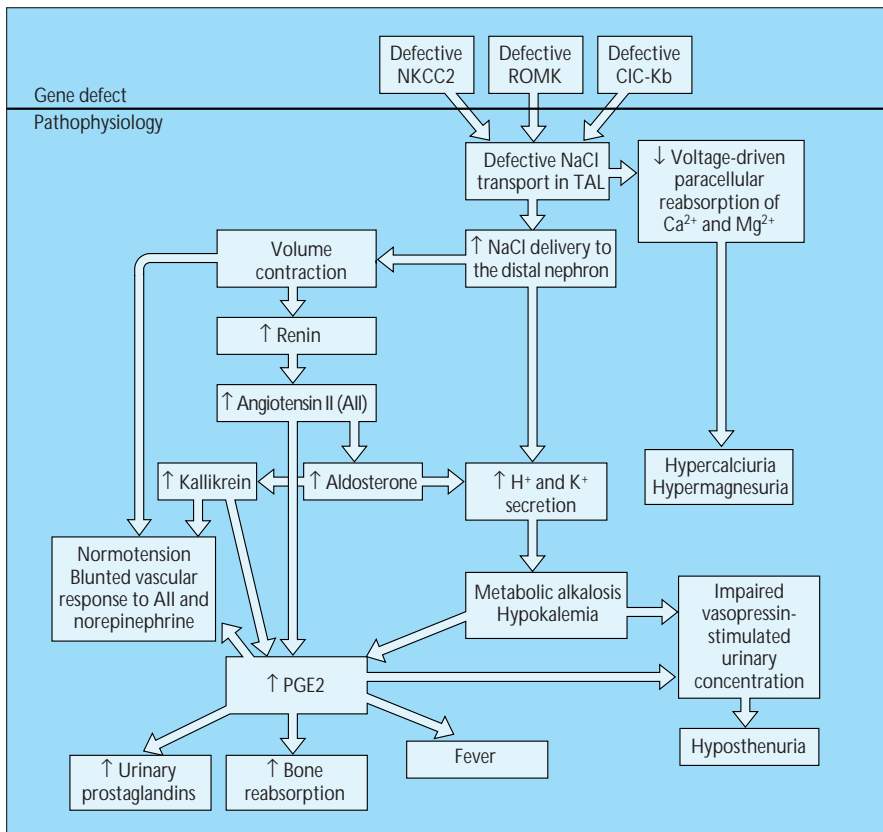 Defective
NKCC2
Defective
ROMK
Defective
ClC-Kb
Gene defect
Pathophysiology
Defective NaCl
transport in TAL
↓ Voltage-driven
paracellular
reabsorption of
Ca²⁺ and Mg²⁺
Volume
contraction
↑ NaCl delivery to
the distal nephron
↑ Renin
↑ Angiotensin II (AII)
↑ Kallikrein
↑ Aldosterone
↑ H⁺ and K⁺
secretion
Hypercalciuria
Hypermagnesuria
Normotension
Blunted vascular
response to AII and
norepinephrine
Metabolic alkalosis
Hypokalemia
Impaired
vasopressin-
stimulated
urinary
concentration
↑ PGE2
Hyposthenuria
↑ Urinary
prostaglandins
↑ Bone
reabsorption
Fever